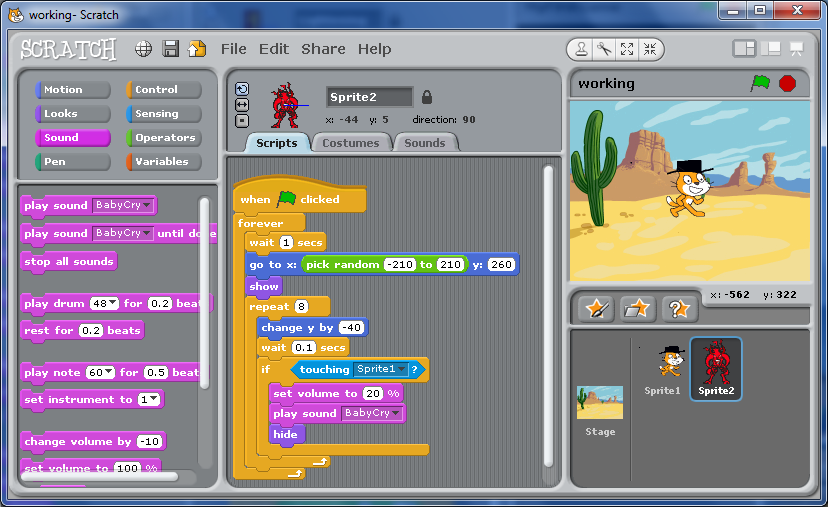 working- Scratch
SCRATCH
File Edit Share Help
Motion Control
Looks Sensing
Sound Operators
Pen Variables
play sound BabyCry
play sound BabyCry until done
stop all sounds
play drum 48 for 0.2 beat
rest for 0.2 beats
play note 60 for 0.5 beat
set instrument to 1
change volume by -10
set volume to 100 %
Sprite2
x: -44 y: 5 direction: 90
Scripts Costumes Sounds
when clicked
forever
wait 1 secs
go to x: pick random -210 to 210 y: 260
show
repeat 8
change y by -40
wait 0.1 secs
if touching Sprite1 ?
set volume to 20 %
play sound BabyCry
hide
working
x: -562 y: 322
Sprite1 Sprite2
Stage